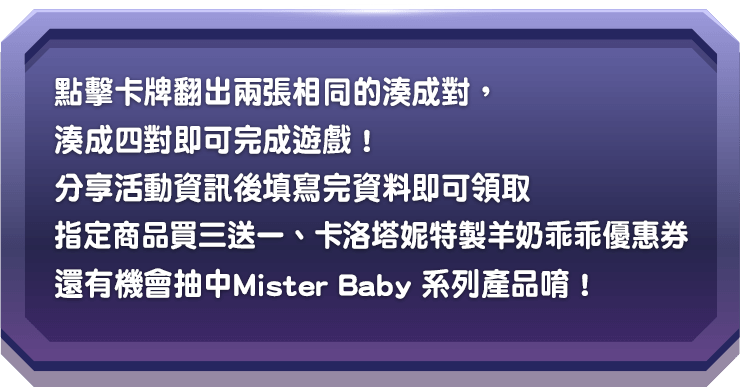 點擊卡牌翻出兩張相同的湊成對，
湊成四對即可完成遊戲！
分享活動資訊後填寫完資料即可領取
指定商品買三送一、卡洛塔妮特製羊奶乖乖優惠券
還有機會抽中Mister Baby 系列產品唷！